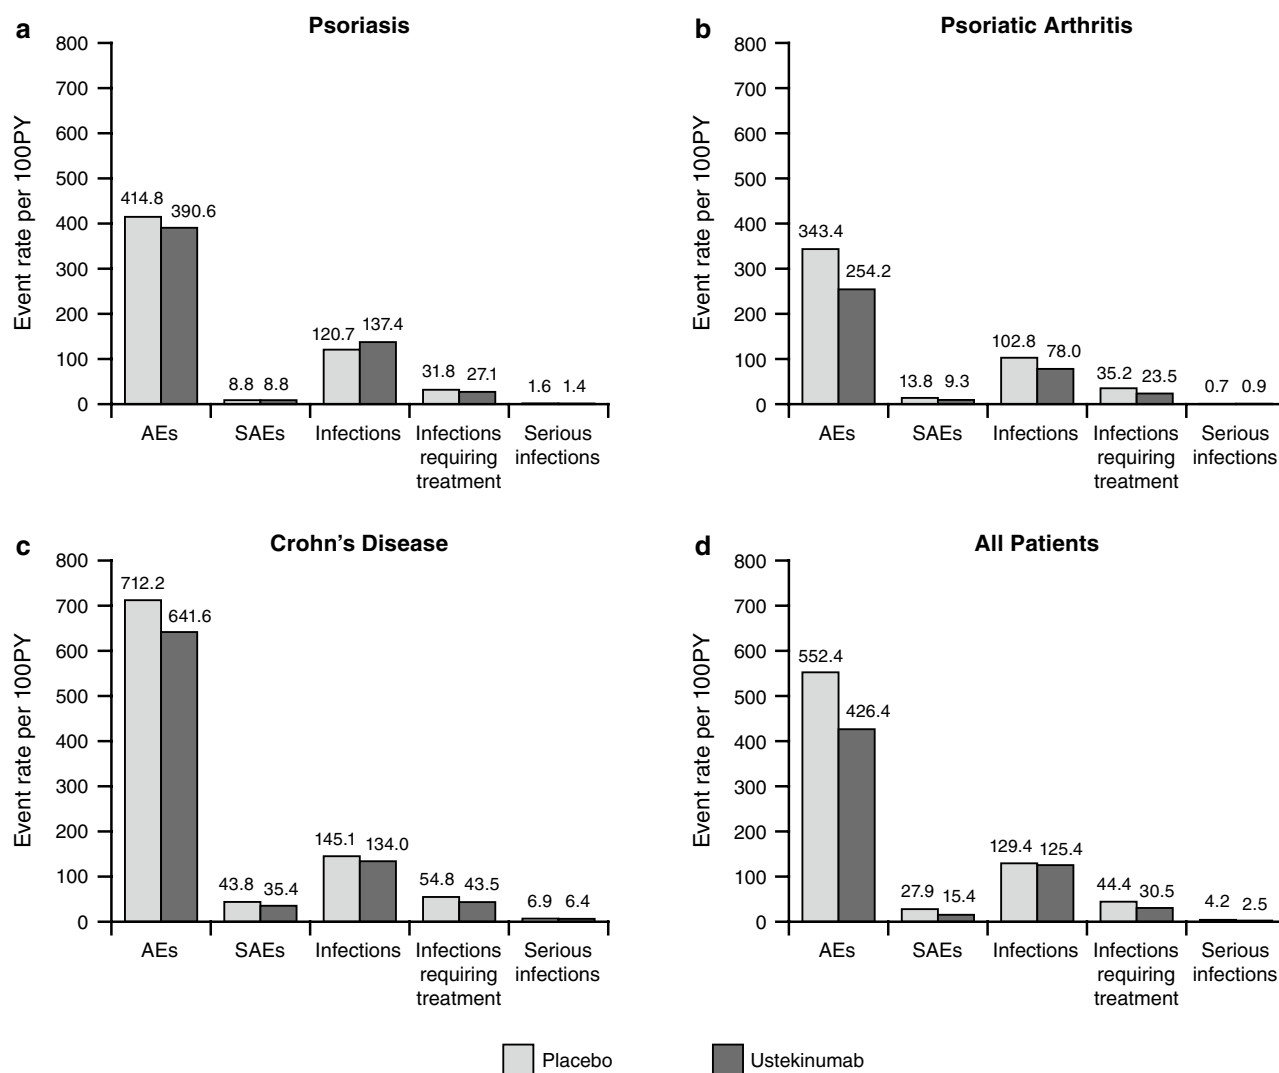 a
Psoriasis
Event rate per 100PY
800
700
600
500
400
300
200
100
0
414.8
390.6
8.8 8.8
120.7
137.4
31.8
27.1
1.6 1.4
AEs
SAEs
Infections
Infections
requiring
treatment
Serious
infections
b
Psoriatic Arthritis
Event rate per 100PY
800
700
600
500
400
300
200
100
0
343.4
254.2
13.8 9.3
102.8
78.0
35.2 23.5
0.7 0.9
AEs
SAEs
Infections
Infections
requiring
treatment
Serious
infections
c
Crohn’s Disease
Event rate per 100PY
800
700
600
500
400
300
200
100
0
712.2
641.6
43.8 35.4
145.1 134.0
54.8
43.5
6.9 6.4
AEs
SAEs
Infections
Infections
requiring
treatment
Serious
infections
d
All Patients
Event rate per 100PY
800
700
600
500
400
300
200
100
0
552.4
426.4
27.9 15.4
129.4 125.4
44.4 30.5
4.2 2.5
AEs
SAEs
Infections
Infections
requiring
treatment
Serious
infections
Placebo
Ustekinumab